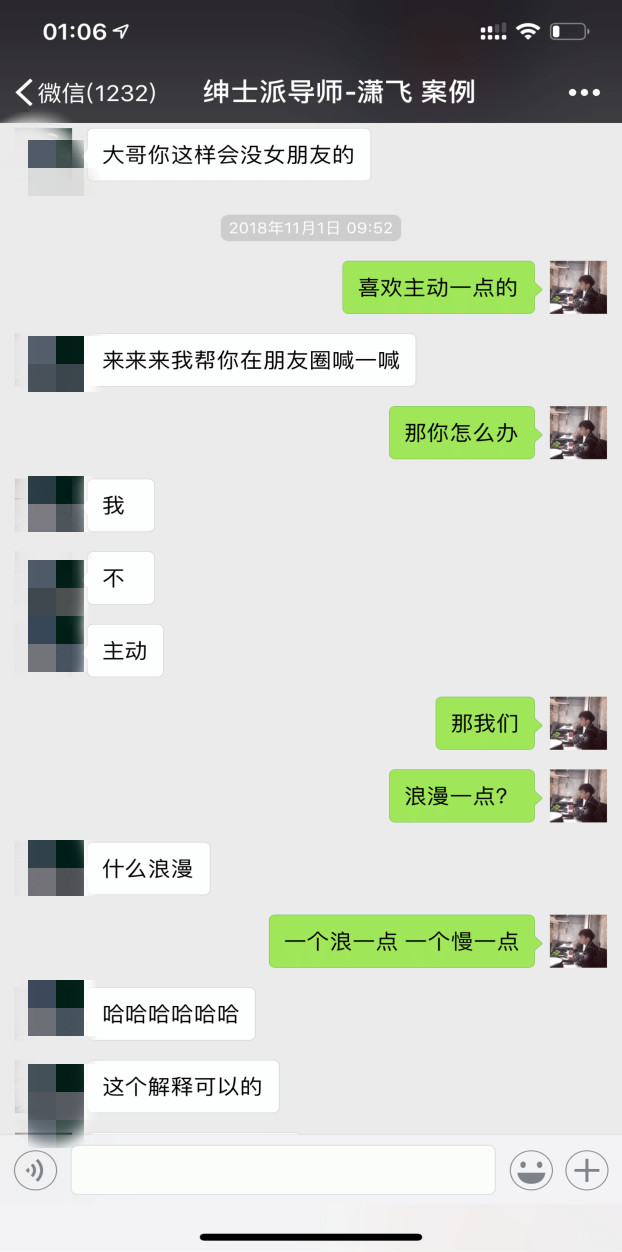 01:06
微信(1232)
绅士派导师-潇飞 案例
大哥你这样会没女朋友的
2018年11月1日 09:52
喜欢主动一点的
来来来我帮你在朋友圈喊一喊
那你怎么办
我
不
主动
那我们
浪漫一点?
什么浪漫
一个浪一点 一个慢一点
哈哈哈哈哈哈
这个解释可以的